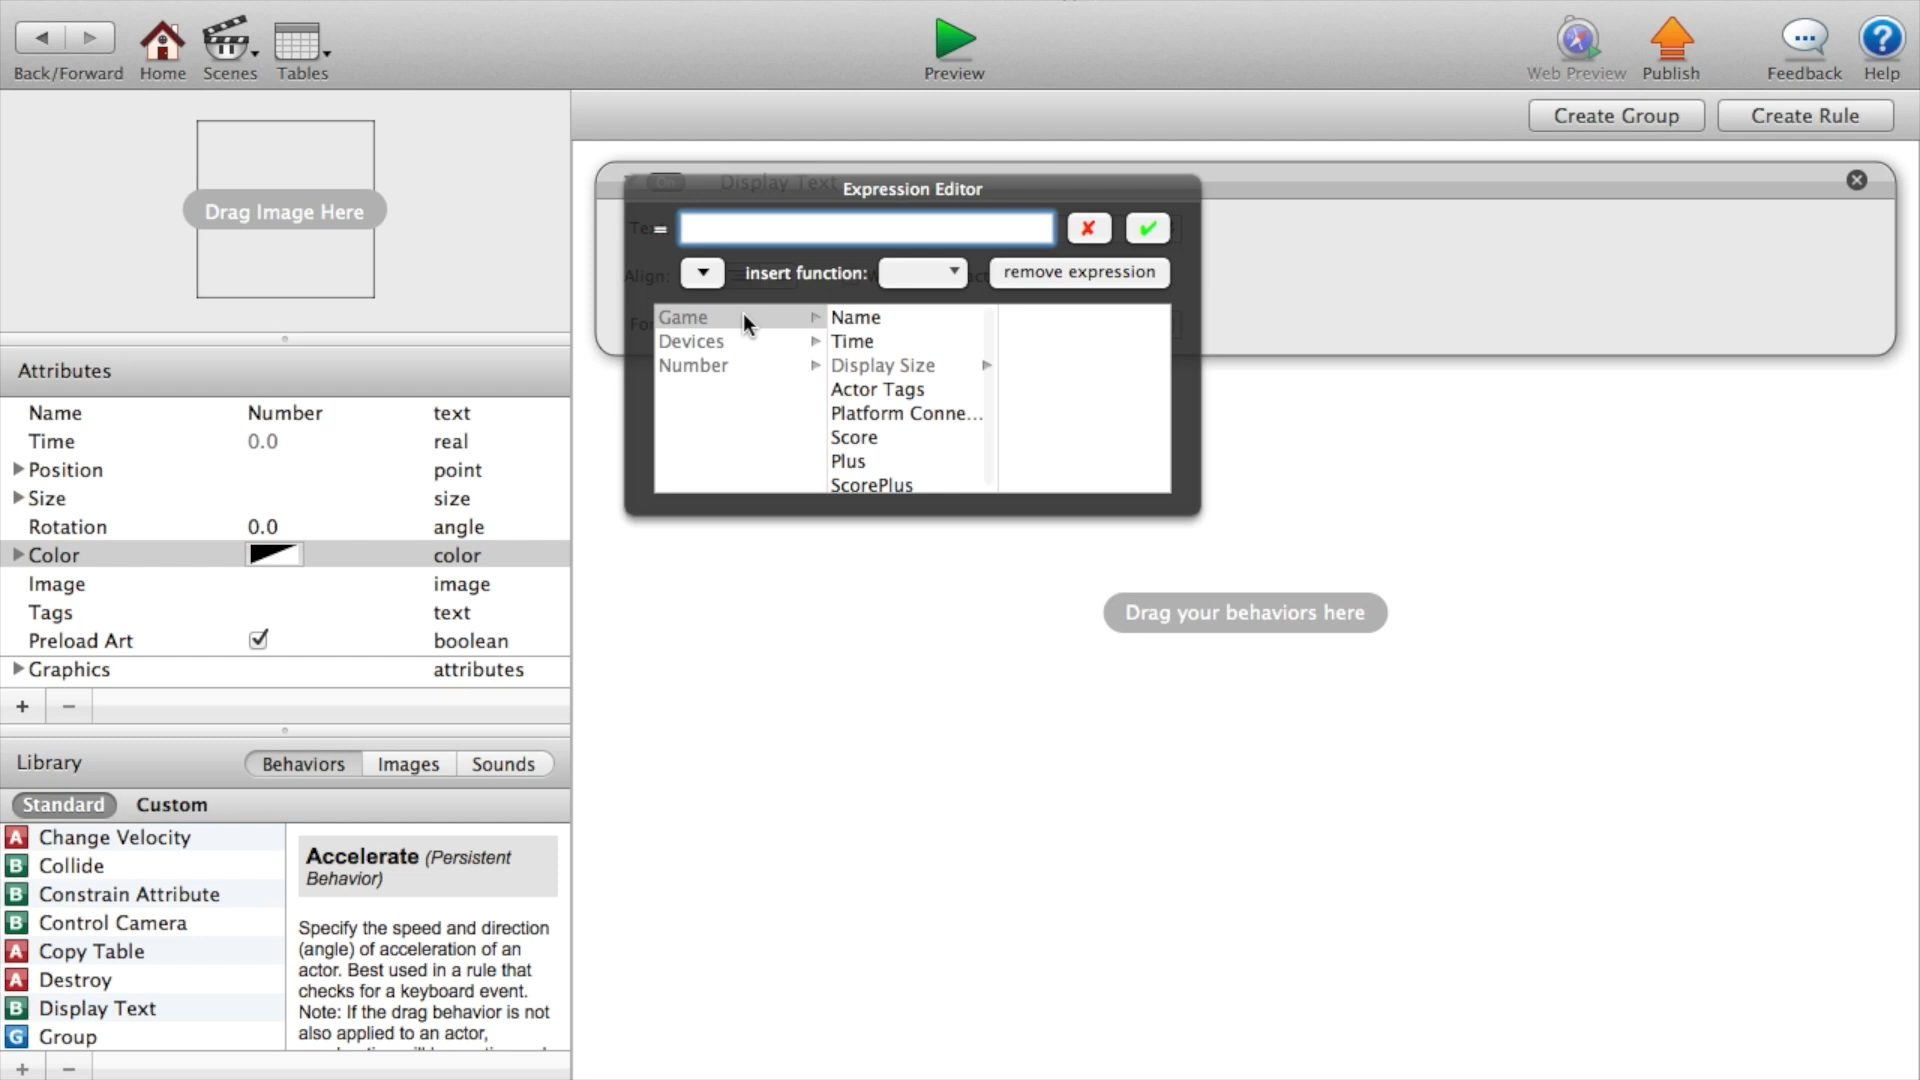 Back/Forward
Home
Scenes
Tables
Preview
Web Preview
Publish
Feedback
Help
Create Group
Create Rule
Drag Image Here
On
Display Text
Expression Editor
=
insert function:
remove expression
Align:
Game
Devices
Number
Name
Time
Display Size
Actor Tags
Platform Conne...
Score
Plus
ScorePlus
Drag your behaviors here
Attributes
Name Number text
Time 0.0 real
Position point
Size size
Rotation 0.0 angle
Color color
Image image
Tags text
Preload Art boolean
Graphics attributes
+ −
Library
Behaviors
Images
Sounds
Standard
Custom
A Change Velocity
B Collide
B Constrain Attribute
B Control Camera
A Copy Table
A Destroy
B Display Text
G Group
Accelerate (Persistent
Behavior)
Specify the speed and direction
(angle) of acceleration of an
actor. Best used in a rule that
checks for a keyboard event.
Note: If the drag behavior is not
also applied to an actor,
+ −